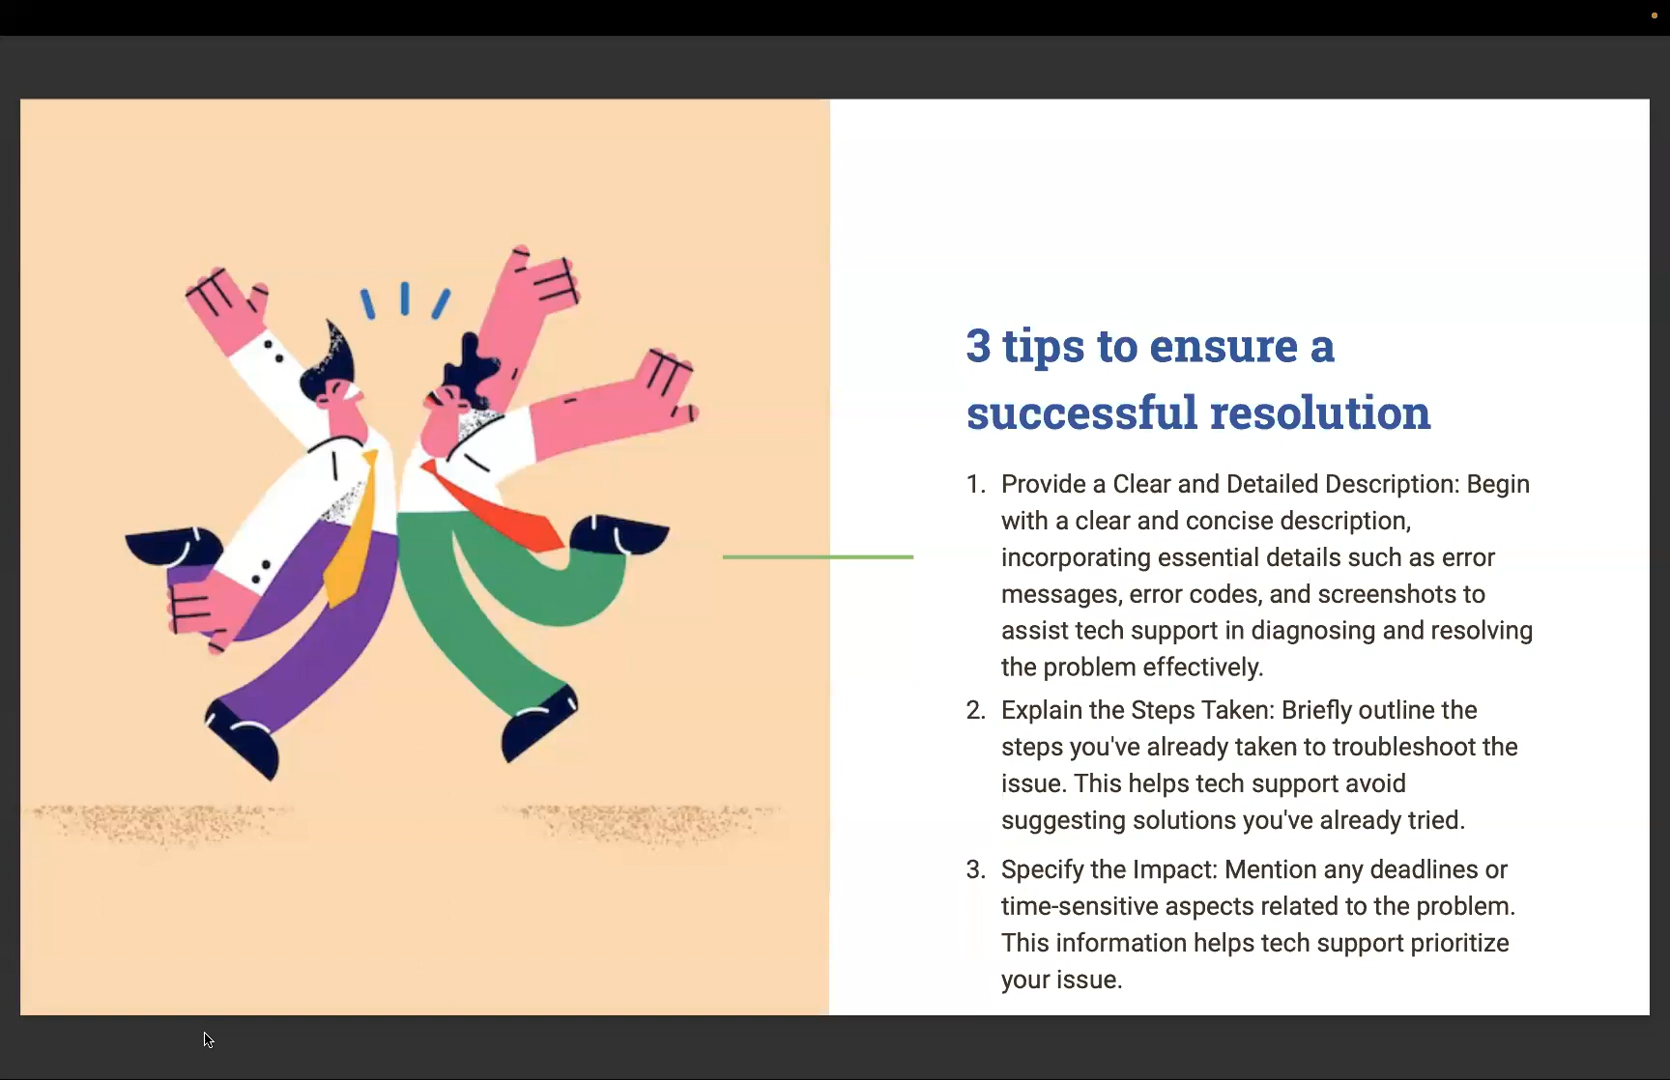 3 tips to ensure a
successful resolution
1. Provide a Clear and Detailed Description: Begin
with a clear and concise description,
incorporating essential details such as error
messages, error codes, and screenshots to
assist tech support in diagnosing and resolving
the problem effectively.
2. Explain the Steps Taken: Briefly outline the
steps you've already taken to troubleshoot the
issue. This helps tech support avoid
suggesting solutions you've already tried.
3. Specify the Impact: Mention any deadlines or
time-sensitive aspects related to the problem.
This information helps tech support prioritize
your issue.